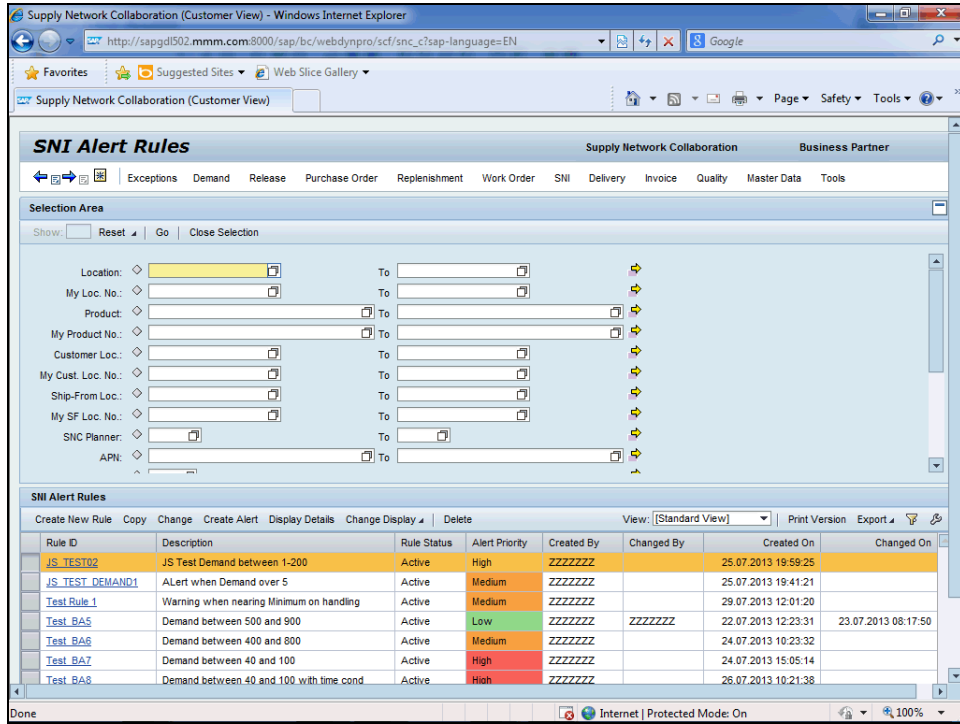 Supply Network Collaboration (Customer View) - Windows Internet Explorer
http://sapgdl502.mmm.com:8000/sap/bc/webdynpro/scf/snc_c?sap-language=EN Google
Favorites Suggested Sites Web Slice Gallery
Supply Network Collaboration (Customer View) Page Safety Tools
SNI Alert Rules Supply Network Collaboration Business Partner
Exceptions Demand Release Purchase Order Replenishment Work Order SNI Delivery Invoice Quality Master Data Tools
Selection Area
Show: Reset Go Close Selection
Location: To
My Loc. No.: To
Product: To
My Product No.: To
Customer Loc.: To
My Cust. Loc. No.: To
Ship-From Loc.: To
My SF Loc. No.: To
SNC Planner: To
APN: To
SNI Alert Rules
Create New Rule Copy Change Create Alert Display Details Change Display Delete View: [Standard View] Print Version Export
Rule ID Description Rule Status Alert Priority Created By Changed By Created On Changed On
JS_TEST02 JS Test Demand between 1-200 Active High ZZZZZZZ 25.07.2013 19:59:25
JS_TEST_DEMAND1 ALert when Demand over 5 Active Medium ZZZZZZZ 25.07.2013 19:41:21
Test Rule 1 Warning when nearing Minimum on handling Active Medium ZZZZZZZ 29.07.2013 12:01:20
Test_BA5 Demand between 500 and 900 Active Low ZZZZZZZ ZZZZZZZ 22.07.2013 12:23:31 23.07.2013 08:17:50
Test_BA6 Demand between 400 and 800 Active Medium ZZZZZZZ 24.07.2013 10:23:32
Test_BA7 Demand between 40 and 100 Active High ZZZZZZZ 24.07.2013 15:05:14
Test_BA8 Demand between 40 and 100 with time cond Active High ZZZZZZZ 26.07.2013 10:21:38
Done Internet | Protected Mode: On 100%